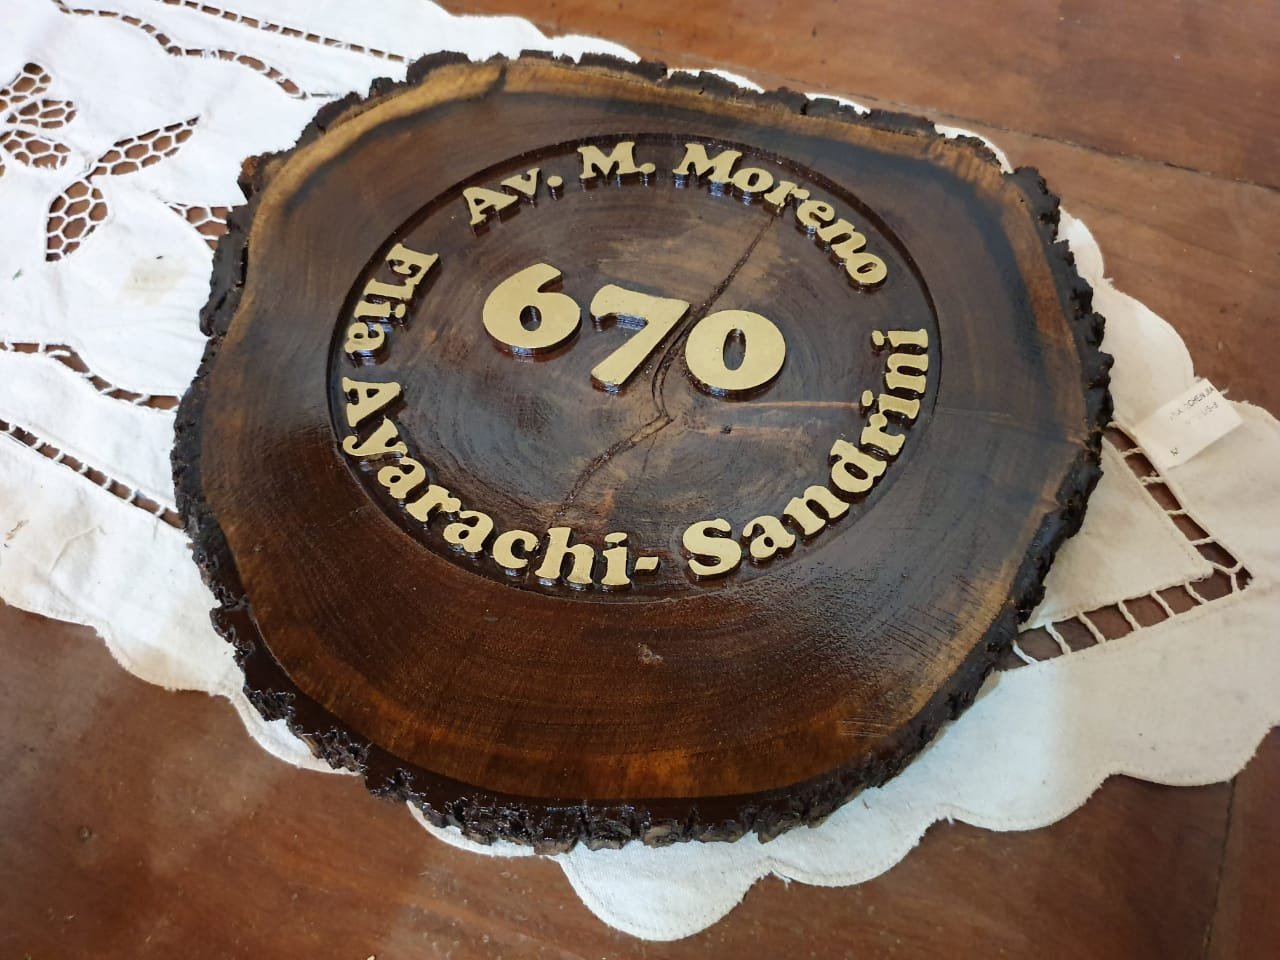 Av. M. Moreno
670
Flia Ayarachi- Sandrini